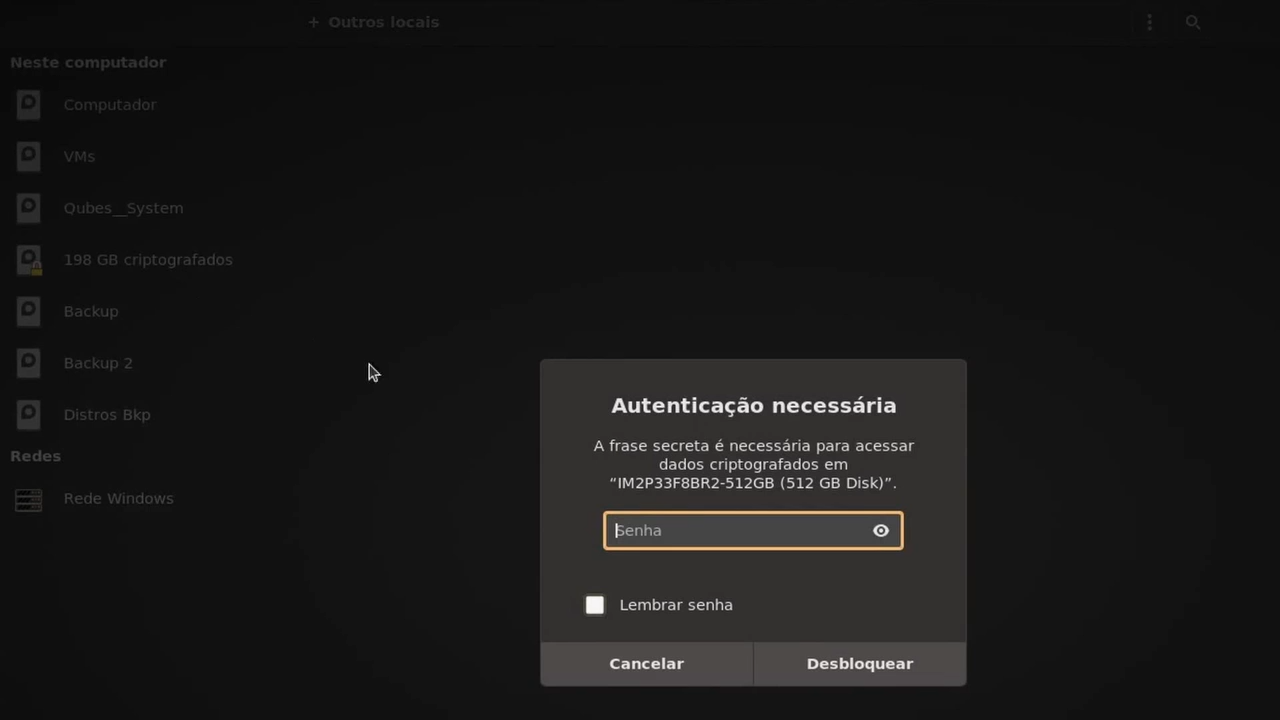 + Outros locais
Neste computador
Computador
VMs
Qubes__System
198 GB criptografados
Backup
Backup 2
Distros Bkp
Redes
Rede Windows
Autenticação necessária
A frase secreta é necessária para acessar
dados criptografados em
“IM2P33F8BR2-512GB (512 GB Disk)”.
Senha
Lembrar senha
Cancelar
Desbloquear